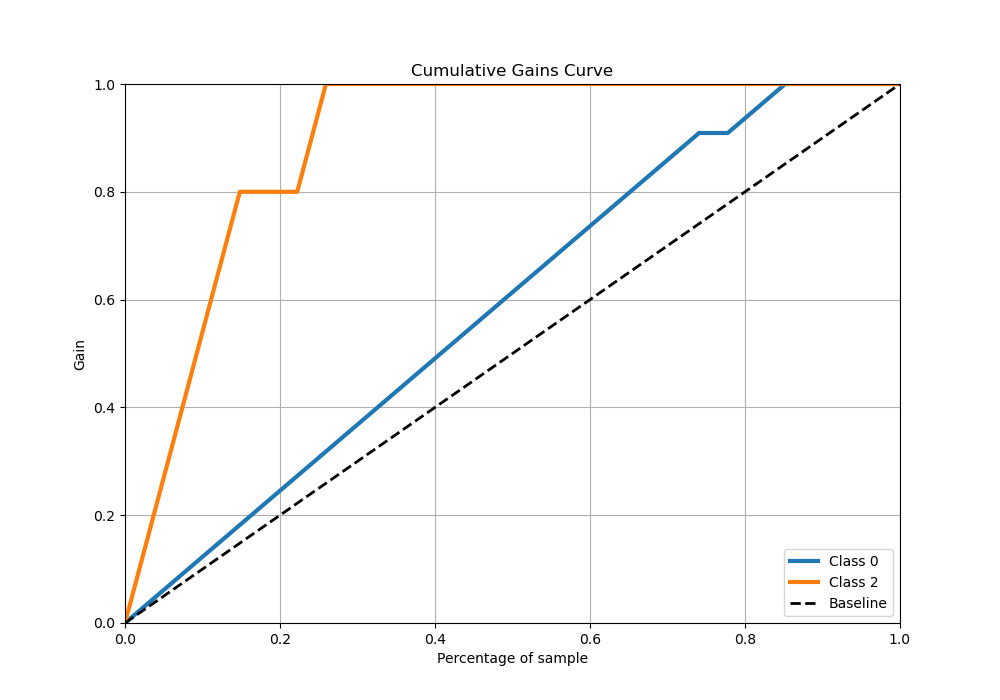 Cumulative Gains Curve
1.0
0.8
0.6
0.4
0.2
0.0
Gain
0.0 0.2 0.4 0.6 0.8 1.0
Percentage of sample
Class 0
Class 2
Baseline